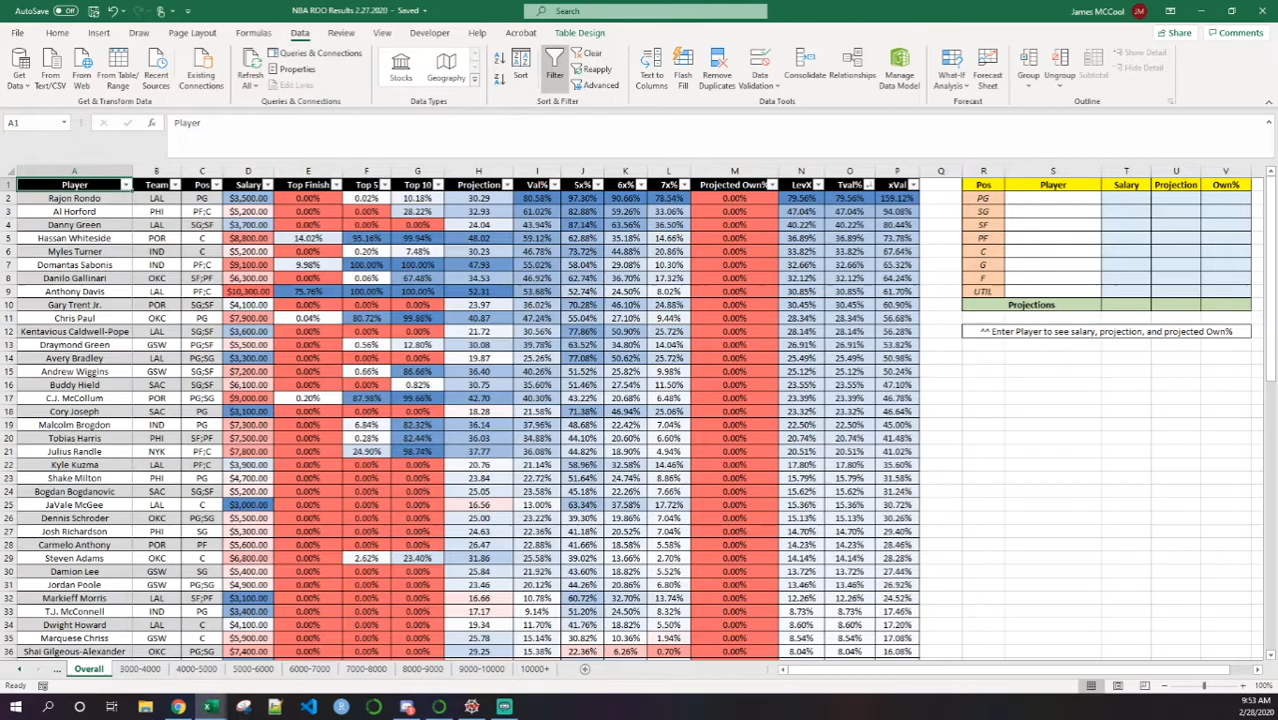 AutoSave Off NBA ROO Results 2.27.2020 - Saved Search James McCool JM
File Home Insert Draw Page Layout Formulas Data Review View Developer Help Acrobat Table Design Share Comments
Get Data From Text/CSV From Web From Table/Range Recent Sources Existing Connections Refresh All Queries & Connections Properties Edit Links Stocks Geography Sort Filter Clear Reapply Advanced Text to Columns Flash Fill Remove Duplicates Data Validation Consolidate Relationships Manage Data Model What-If Analysis Forecast Sheet Group Ungroup Subtotal Show Detail Hide Detail
Get & Transform Data Queries & Connections Data Types Sort & Filter Data Tools Forecast Outline
A1 fx Player
A B C D E F G H I J K L M N O P Q R S T U V
1 Player Team Pos Salary Top Finish Top 5 Top 10 Projection Val% 5x% 6x% 7x% Projected Own% LevX Tval% xVal Pos Player Salary Projection Own%
2 Rajon Rondo LAL PG $3,500.00 0.00% 0.02% 10.18% 30.29 80.58% 97.30% 90.66% 78.54% 0.00% 79.56% 79.56% 159.12% PG
3 Al Horford PHI PF;C $5,200.00 0.00% 0.00% 28.22% 32.93 61.02% 82.88% 59.26% 33.06% 0.00% 47.04% 47.04% 94.08% SG
4 Danny Green LAL SG;SF $3,700.00 0.00% 0.00% 0.00% 24.04 43.94% 87.14% 63.56% 36.50% 0.00% 40.22% 40.22% 80.44% SF
5 Hassan Whiteside POR C $8,800.00 14.02% 95.16% 99.94% 48.02 59.12% 62.88% 35.18% 14.66% 0.00% 36.89% 36.89% 73.78% PF
6 Myles Turner IND C $5,200.00 0.00% 0.20% 7.48% 30.23 46.78% 73.72% 44.88% 20.86% 0.00% 33.82% 33.82% 67.64% C
7 Domantas Sabonis IND PF;C $9,100.00 9.98% 100.00% 100.00% 47.93 55.02% 58.04% 29.08% 10.30% 0.00% 32.66% 32.66% 65.32% G
8 Danilo Gallinari OKC SF;PF $6,300.00 0.00% 0.06% 67.48% 34.53 46.92% 63.38% 36.70% 17.32% 0.00% 32.12% 32.12% 64.24% F
9 Anthony Davis LAL PF;C $10,300.00 75.76% 100.00% 100.00% 52.31 53.68% 52.74% 24.50% 8.02% 0.00% 30.85% 30.85% 61.70% UTIL
10 Gary Trent Jr. POR SG;SF $4,100.00 0.00% 0.00% 0.00% 23.97 36.02% 70.28% 46.10% 24.88% 0.00% 30.45% 30.45% 60.90% Projections
11 Chris Paul OKC PG $7,900.00 0.04% 80.72% 99.86% 40.87 47.24% 55.04% 27.10% 9.44% 0.00% 28.34% 28.34% 56.68%
12 Kentavious Caldwell-Pope LAL SG;SF $3,600.00 0.00% 0.00% 0.00% 21.72 30.56% 77.86% 50.90% 25.72% 0.00% 28.14% 28.14% 56.28% ^^ Enter Player to see salary, projection, and projected Own%
13 Draymond Green GSW PF;C $5,500.00 0.00% 0.56% 12.80% 30.08 39.78% 63.58% 34.80% 14.04% 0.00% 26.91% 26.91% 53.82%
14 Avery Bradley LAL PG;SG $3,300.00 0.00% 0.00% 0.00% 19.87 25.26% 77.08% 50.62% 25.72% 0.00% 25.49% 25.49% 50.98%
15 Andrew Wiggins GSW SG;SF $7,200.00 0.00% 0.66% 86.66% 36.41 40.26% 51.52% 25.82% 9.98% 0.00% 25.12% 25.12% 50.24%
16 Buddy Hield SAC SG;SF $6,100.00 0.00% 0.00% 0.82% 30.75 35.60% 51.46% 27.54% 11.50% 0.00% 23.55% 23.55% 47.10%
17 C.J. McCollum POR PG;SG $9,000.00 0.20% 87.98% 99.66% 42.70 40.30% 43.22% 20.68% 6.48% 0.00% 23.39% 23.39% 46.78%
18 Cory Joseph SAC PG $3,100.00 0.00% 0.00% 0.00% 18.28 21.58% 71.38% 46.94% 25.06% 0.00% 23.32% 23.32% 46.64%
19 Malcolm Brogdon IND PG;SG $7,300.00 0.00% 6.84% 82.32% 36.14 37.96% 48.68% 22.42% 7.04% 0.00% 22.50% 22.50% 45.00%
20 Tobias Harris PHI SF;PF $7,500.00 0.00% 0.28% 82.44% 36.03 34.88% 44.10% 20.60% 6.60% 0.00% 20.74% 20.74% 41.48%
21 Julius Randle NYK PF;C $7,800.00 0.00% 24.90% 98.74% 37.77 36.08% 44.82% 18.90% 4.94% 0.00% 20.51% 20.51% 41.02%
22 Kyle Kuzma LAL PF $3,900.00 0.00% 0.00% 0.00% 20.76 21.14% 58.96% 32.58% 14.46% 0.00% 17.80% 17.80% 35.60%
23 Shake Milton PHI SG $4,700.00 0.00% 0.00% 0.00% 23.84 22.72% 51.64% 24.74% 8.86% 0.00% 15.79% 15.79% 31.58%
24 Bogdan Bogdanovic SAC SG;SF $5,200.00 0.00% 0.00% 0.00% 25.05 23.58% 45.18% 22.26% 7.66% 0.00% 15.62% 15.62% 31.24%
25 JaVale McGee LAL C $3,000.00 0.00% 0.00% 0.00% 16.56 13.00% 63.34% 37.58% 17.72% 0.00% 15.36% 15.36% 30.72%
26 Dennis Schroder OKC PG;SG $5,500.00 0.00% 0.00% 0.00% 25.00 23.22% 39.30% 21.86% 7.04% 0.00% 15.13% 15.13% 30.26%
27 Josh Richardson PHI SG $5,300.00 0.00% 0.00% 0.00% 24.91 21.18% 41.20% 20.52% 7.04% 0.00% 14.70% 14.70% 29.40%
28 Carmelo Anthony POR PF $5,600.00 0.00% 0.00% 0.00% 26.47 22.88% 41.66% 18.58% 5.58% 0.00% 14.23% 14.23% 28.46%
29 Steven Adams OKC C $6,800.00 0.00% 2.62% 23.40% 31.86 25.58% 39.02% 13.66% 2.70% 0.00% 14.14% 14.14% 28.28%
30 Damion Lee GSW SG $5,400.00 0.00% 0.00% 0.00% 25.84 21.92% 43.60% 18.82% 5.52% 0.00% 13.72% 13.72% 27.44%
31 Jordan Poole GSW PG;SG $4,900.00 0.00% 0.00% 0.00% 23.46 20.12% 44.26% 20.86% 6.80% 0.00% 13.46% 13.46% 26.92%
32 Markieff Morris LAL SF;PF $3,100.00 0.00% 0.00% 0.00% 16.66 10.78% 60.72% 32.70% 13.74% 0.00% 12.26% 12.26% 24.52%
33 T.J. McConnell IND PG $3,400.00 0.00% 0.00% 0.00% 17.17 9.14% 51.20% 24.50% 8.32% 0.00% 8.73% 8.73% 17.46%
34 Dwight Howard LAL C $4,100.00 0.00% 0.00% 0.00% 19.34 11.70% 41.76% 18.82% 5.50% 0.00% 8.60% 8.60% 17.20%
35 Marquese Chriss GSW C $5,900.00 0.00% 0.00% 0.00% 25.78 15.14% 30.82% 10.36% 1.94% 0.00% 8.54% 8.54% 17.08%
36 Shai Gilgeous-Alexander OKC PG;SG $7,400.00 0.00% 0.00% 0.00% 29.25 15.38% 22.36% 6.26% 0.70% 0.00% 8.04% 8.04% 16.08%
... Overall 3000-4000 4000-5000 5000-6000 6000-7000 7000-8000 8000-9000 9000-10000 10000+
Ready 100%
9:53 AM
2/28/2020